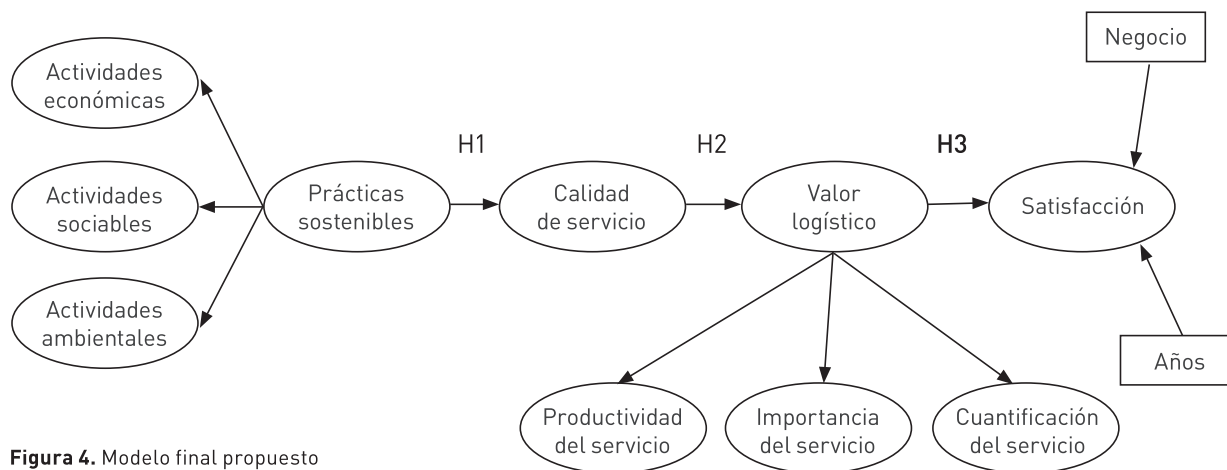 Negocio
Actividades
económicas
H1
H2
H3
Actividades
sociables
Prácticas
sostenibles
Calidad
de servicio
Valor
logístico
Satisfacción
Actividades
ambientales
Años
Productividad
del servicio
Importancia
del servicio
Cuantificación
del servicio
Figura 4. Modelo final propuesto